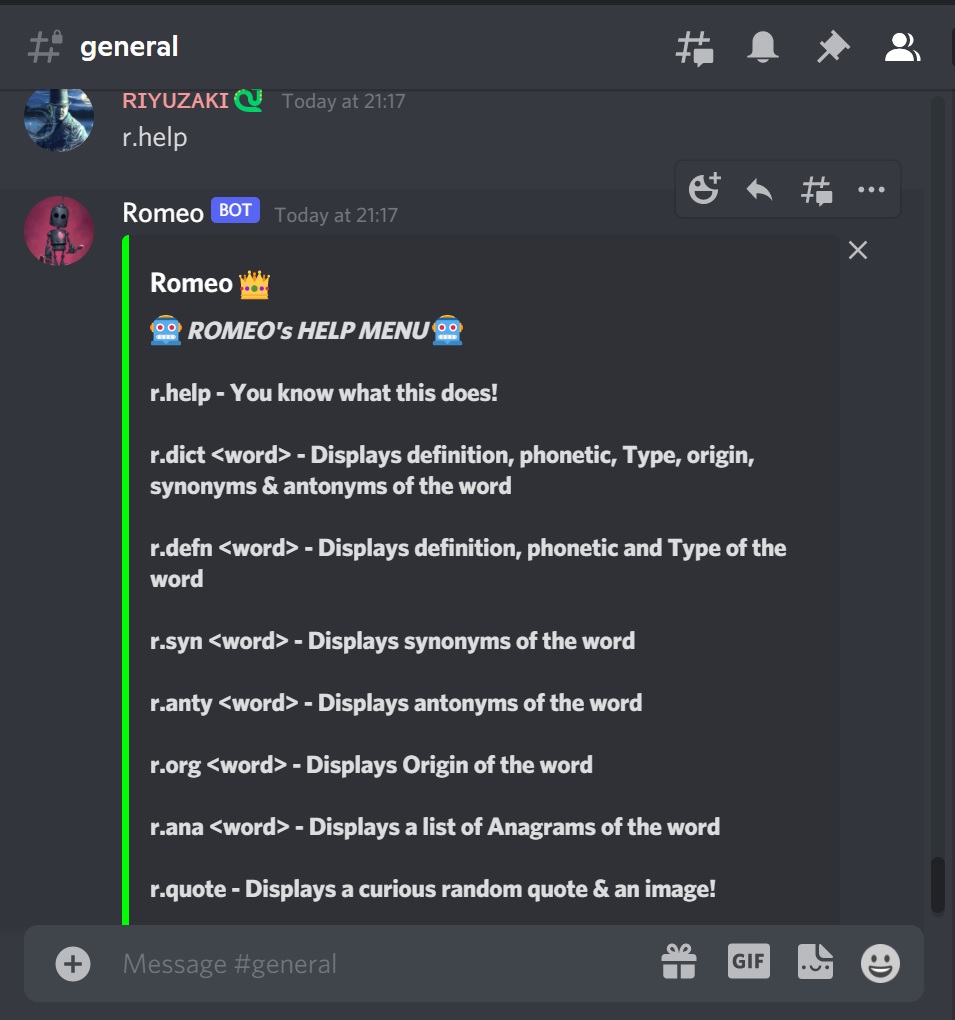 general
RIYUZAKI Today at 21:17
r.help
Romeo BOT Today at 21:17
Romeo
ROMEO's HELP MENU
r.help - You know what this does!
r.dict <word> - Displays definition, phonetic, Type, origin,
synonyms & antonyms of the word
r.defn <word> - Displays definition, phonetic and Type of the
word
r.syn <word> - Displays synonyms of the word
r.anty <word> - Displays antonyms of the word
r.org <word> - Displays Origin of the word
r.ana <word> - Displays a list of Anagrams of the word
r.quote - Displays a curious random quote & an image!
Message #general GIF